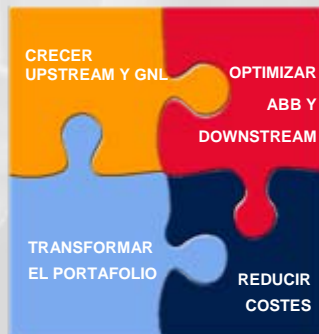 CRECER
UPSTREAM Y GNL
OPTIMIZAR
ABB Y
DOWNSTREAM
TRANSFORMAR
EL PORTAFOLIO
REDUCIR
COSTES